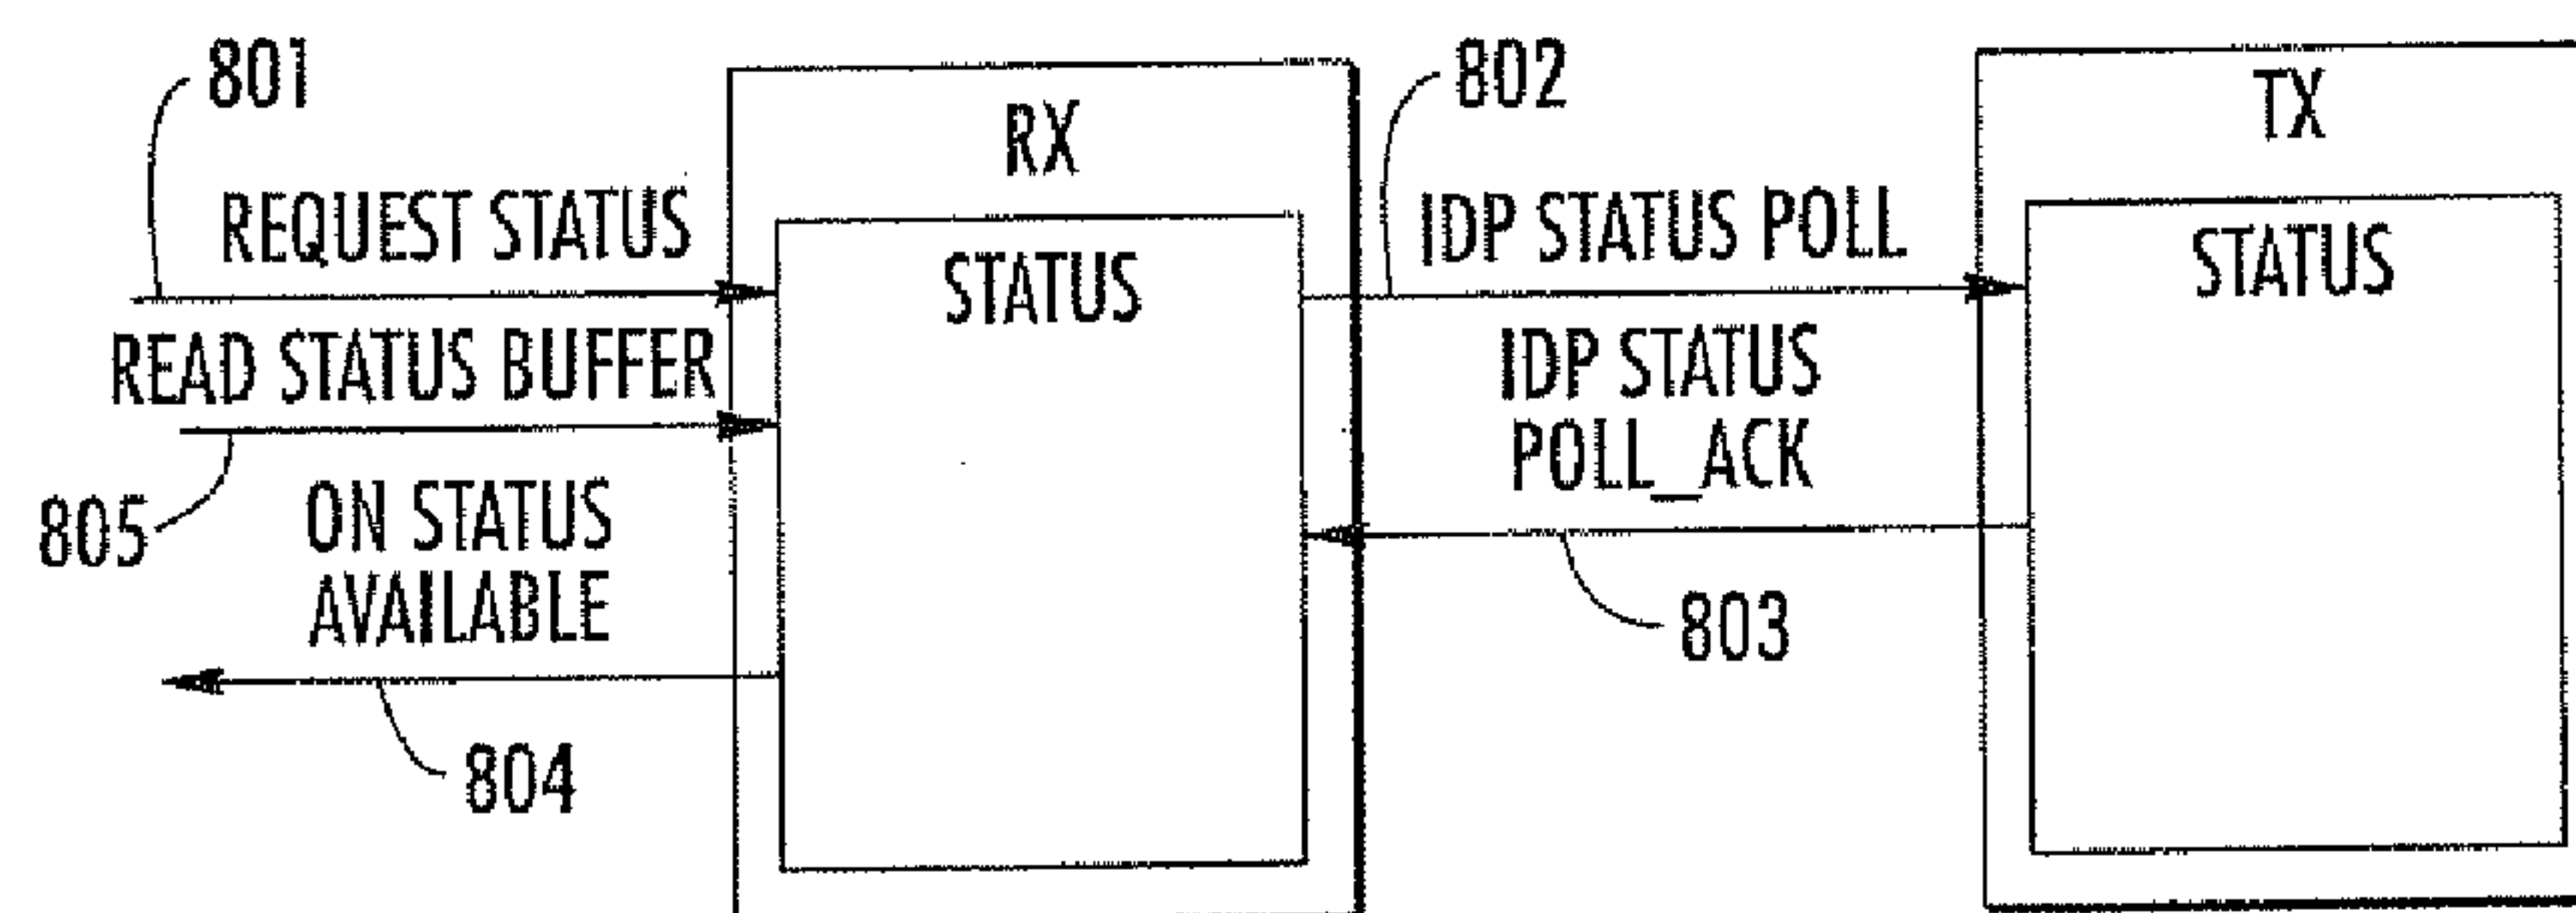 801
REQUEST STATUS
READ STATUS BUFFER
805
ON STATUS
AVAILABLE
804
RX
STATUS
802
IDP STATUS POLL
IDP STATUS
POLL_ACK
803
TX
STATUS